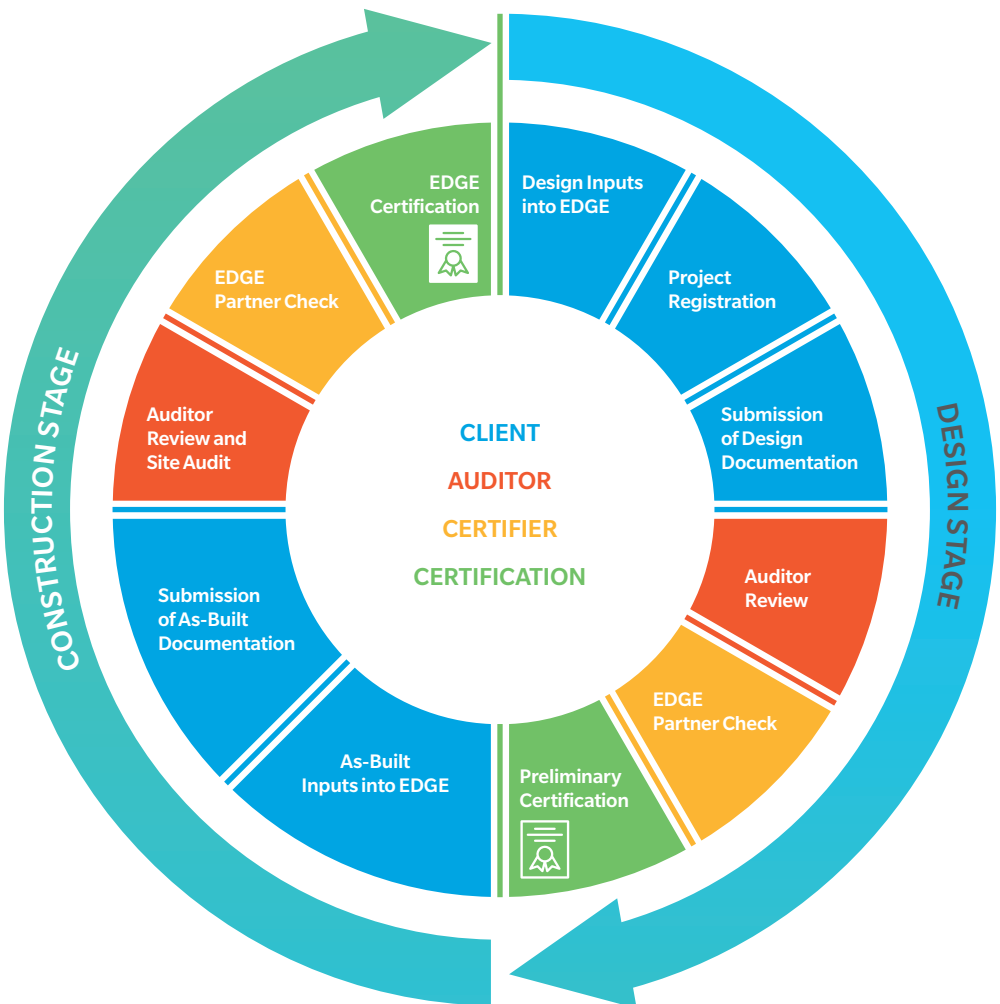 Design Inputs
into EDGE
Project
Registration
Submission
of Design
Documentation
Auditor
Review
EDGE
Partner Check
Preliminary
Certification
As-Built
Inputs into EDGE
Submission
of As-Built
Documentation
Auditor
Review and
Site Audit
EDGE
Partner Check
EDGE
Certification
CLIENT
AUDITOR
CERTIFIER
CERTIFICATION
DESIGN STAGE
CONSTRUCTION STAGE